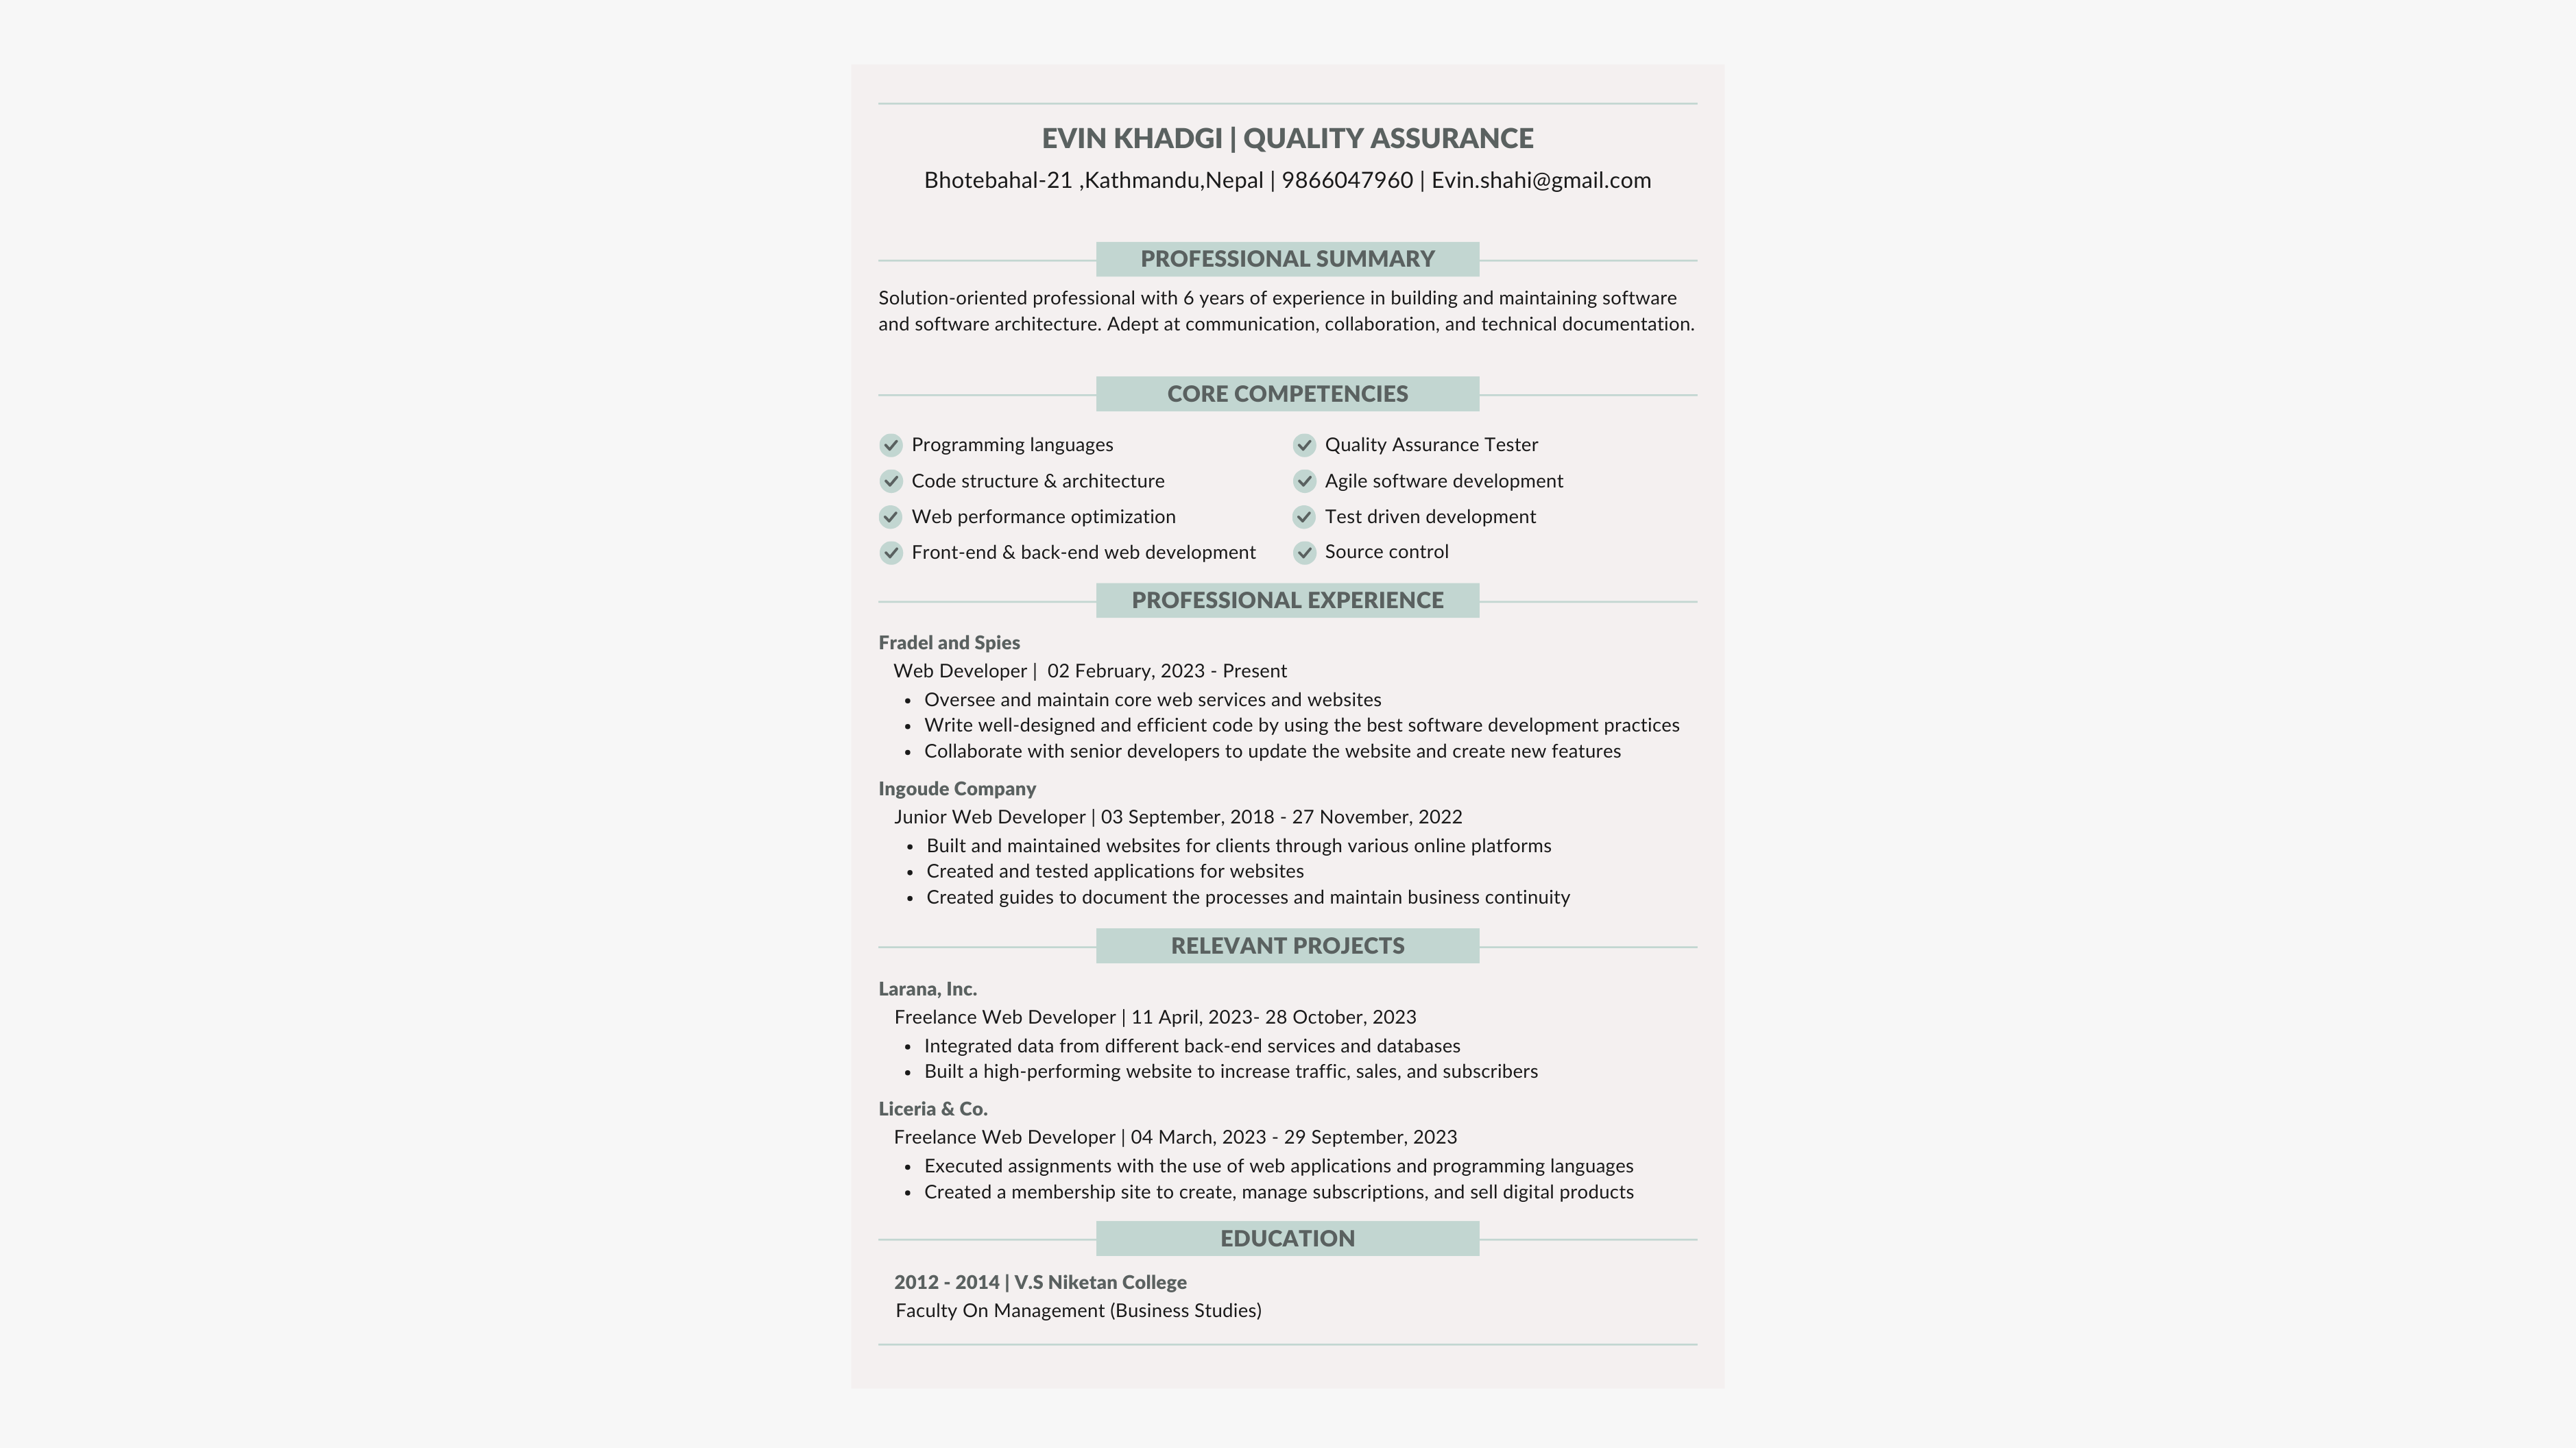 EVIN KHADGI | QUALITY ASSURANCE
Bhotebahal-21 ,Kathmandu,Nepal | 9866047960 | Evin.shahi@gmail.com
PROFESSIONAL SUMMARY
Solution-oriented professional with 6 years of experience in building and maintaining software
and software architecture. Adept at communication, collaboration, and technical documentation.
CORE COMPETENCIES
Programming languages
Code structure & architecture
Web performance optimization
Front-end & back-end web development
Quality Assurance Tester
Agile software development
Test driven development
Source control
PROFESSIONAL EXPERIENCE
Fradel and Spies
Web Developer |  02 February, 2023 - Present
• Oversee and maintain core web services and websites
• Write well-designed and efficient code by using the best software development practices
• Collaborate with senior developers to update the website and create new features
Ingoude Company
Junior Web Developer | 03 September, 2018 - 27 November, 2022
• Built and maintained websites for clients through various online platforms
• Created and tested applications for websites
• Created guides to document the processes and maintain business continuity
RELEVANT PROJECTS
Larana, Inc.
Freelance Web Developer | 11 April, 2023- 28 October, 2023
• Integrated data from different back-end services and databases
• Built a high-performing website to increase traffic, sales, and subscribers
Liceria & Co.
Freelance Web Developer | 04 March, 2023 - 29 September, 2023
• Executed assignments with the use of web applications and programming languages
• Created a membership site to create, manage subscriptions, and sell digital products
EDUCATION
2012 - 2014 | V.S Niketan College
Faculty On Management (Business Studies)